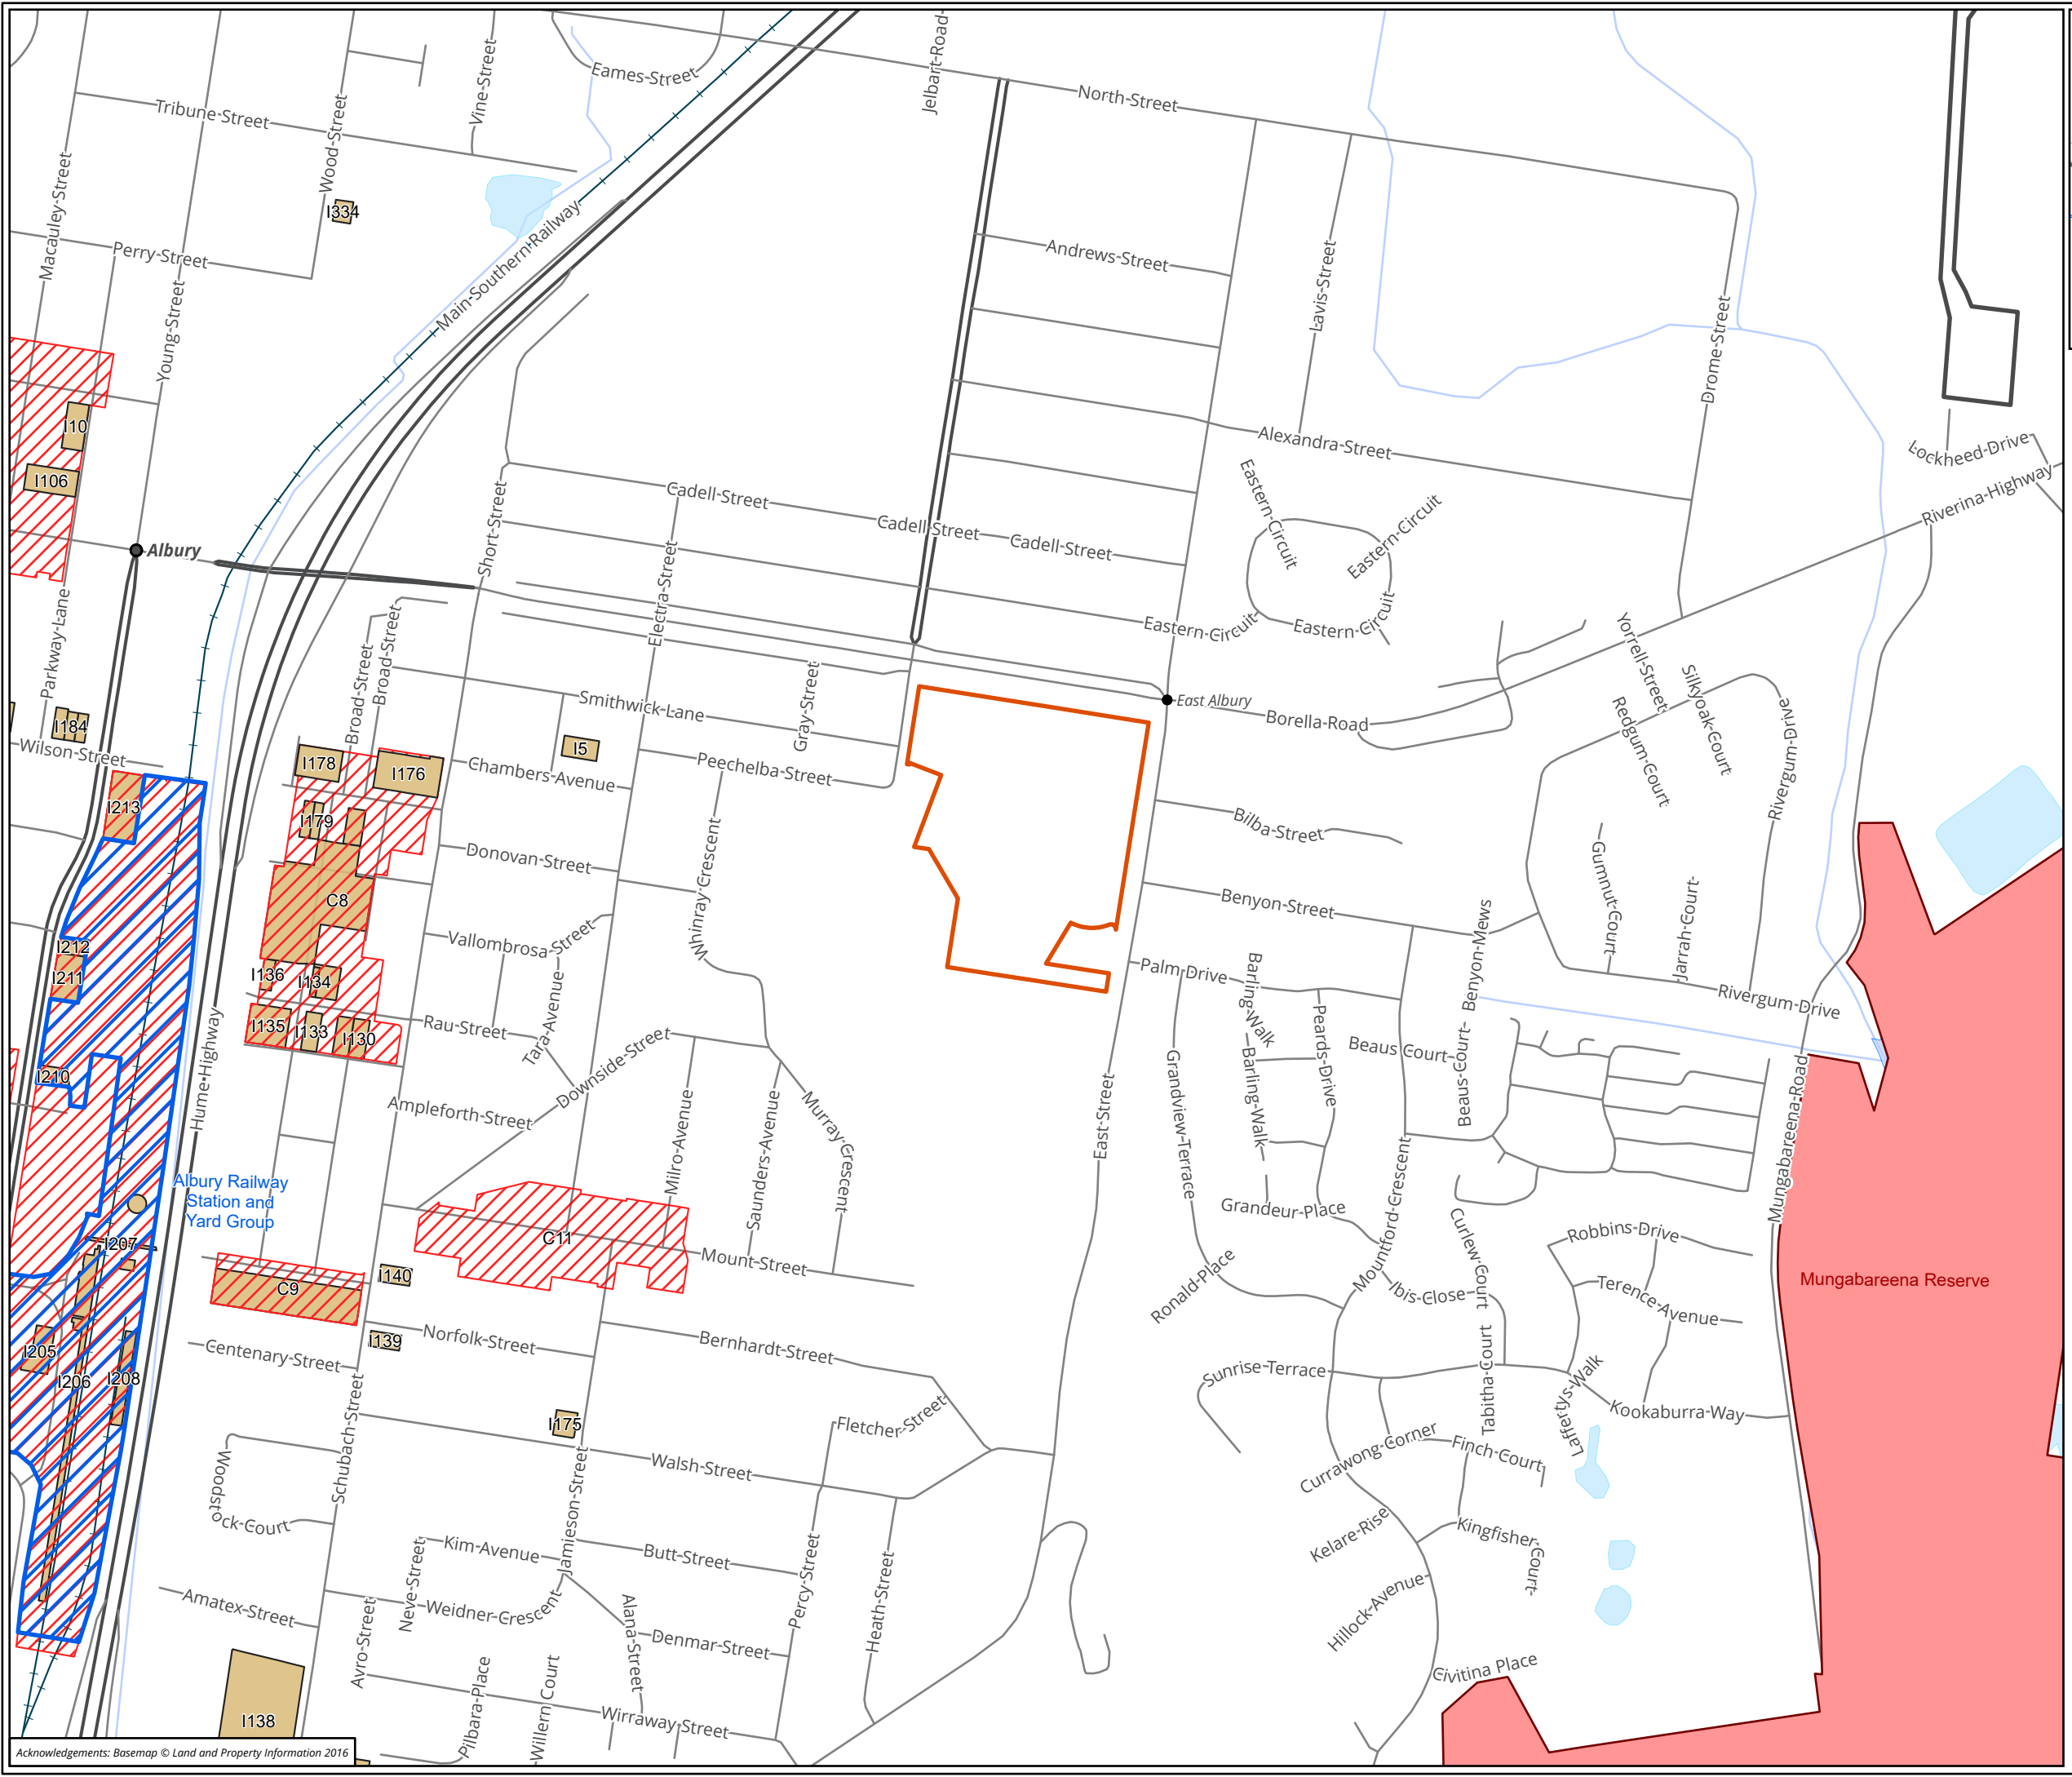 Jelbart-Road
Eames-Street
Vine-Street
North-Street
Tribune-Street
Wood-Street
Macauley-Street
I334
Main-Southern-Railway
Perry-Street
Andrews-Street
Lavis-Street
Young-Street
Drome-Street
I10
Alexandra-Street
Lockheed-Drive
I106
Riverina-Highway
Cadell-Street
Cadell-Street
Cadell-Street
Eastern-Circuit
Eastern-Circuit
Short-Street
Albury
Electra-Street
Parkway-Lane
Broad-Street
Broad-Street
Eastern-Circuit
Eastern-Circuit
Yorrell-Street
Silkyoak-Court
Redgum-Court
Gray-Street
Smithwick-Lane
East Albury
Borella-Road
Rivergum-Drive
I184
Wilson-Street
I5
I178
I176
Chambers-Avenue
Peechelba-Street
I213
I179
Bilba-Street
Donovan-Street
Whinray-Crescent
Gumnut-Court
Jarrah-Court
C8
Benyon-Street
Benyon-Mews
Vallombrosa-Street
I212
I211
I136
I134
Palm-Drive
Barling-Walk
Rivergum-Drive
Tara-Avenue
I135
I133
I130
Rau-Street
Peards-Drive
Beaus Court
Beaus-Court
I210
Hume-Highway
Downside-Street
Ampleforth-Street
Grandview-Terrace
Barling-Walk
Milro-Avenue
Saunders-Avenue
Murray-Crescent
East-Street
Mungabareena-Road
Albury Railway
Station and
Yard Group
Grandeur-Place
Mountford-Crescent
Curlew-Court
Robbins-Drive
I207
C11
Mount-Street
I140
C9
Ronald-Place
Ibis-Close
Terence-Avenue
Mungabareena Reserve
I139
Norfolk-Street
Bernhardt-Street
Centenary-Street
I205
I206
I208
Sunrise-Terrace
Tabitha-Court
Lafferty's-Walk
Kookaburra-Way
Schubach-Street
I175
Fletcher-Street
Walsh-Street
Currawong-Corner
Finch-Court
Woodstock-Court
Jamieson-Street
Kelare-Rise
Kingfisher-Court
Kim-Avenue
Butt-Street
Neve-Street
Percy-Street
Heath-Street
Amatex-Street
Weidner-Crescent
Alana-Street
Hillock-Avenue
Avro-Street
Denmar-Street
Civitina Place
Pilbara-Place
Willern Court
Wirraway-Street
I138
Acknowledgements: Basemap © Land and Property Information 2016